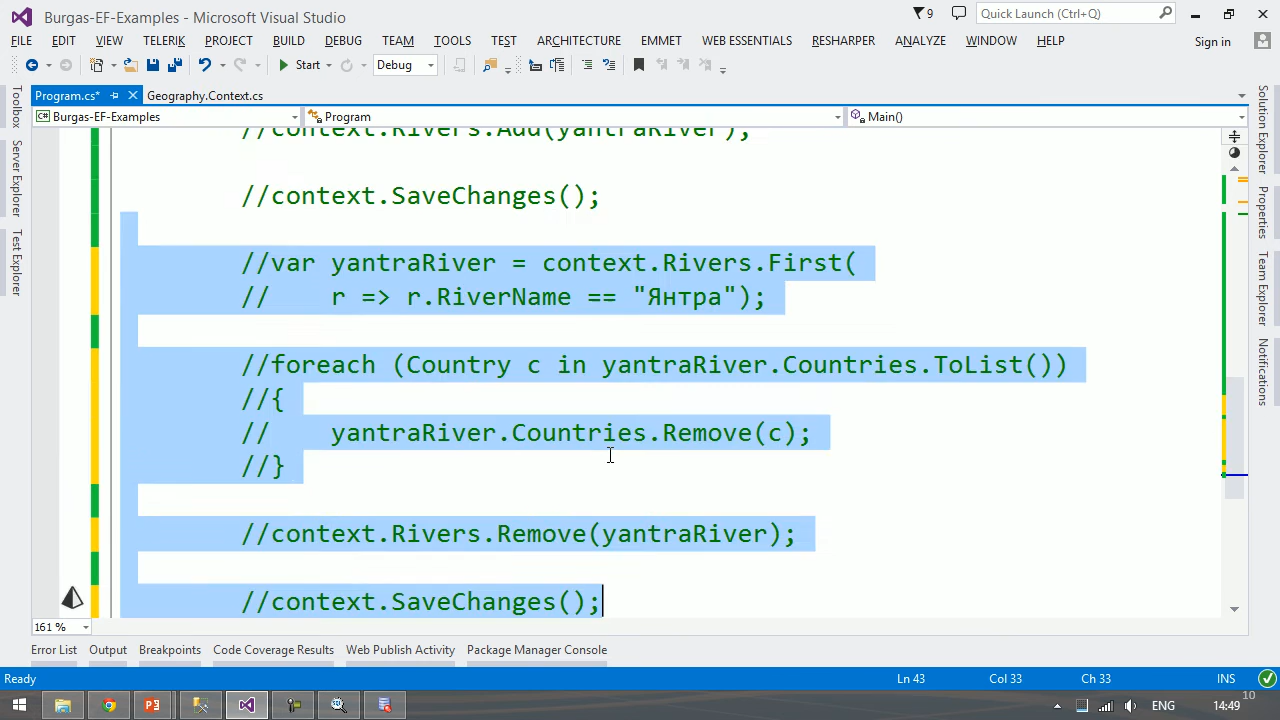 Burgas-EF-Examples - Microsoft Visual Studio
9
Quick Launch (Ctrl+Q)
FILE EDIT VIEW TELERIK PROJECT BUILD DEBUG TEAM TOOLS TEST ARCHITECTURE EMMET WEB ESSENTIALS RESHARPER ANALYZE WINDOW HELP
Sign in
Start
Debug
Program.cs*
Geography.Context.cs
Burgas-EF-Examples
Program
Main()
Toolbox
Server Explorer
Test Explorer
//context.Rivers.Add(yantraRiver);
//context.SaveChanges();
//var yantraRiver = context.Rivers.First(
//    r => r.RiverName == "Янтра");
//foreach (Country c in yantraRiver.Countries.ToList())
//{
//    yantraRiver.Countries.Remove(c);
//}
//context.Rivers.Remove(yantraRiver);
//context.SaveChanges();
Solution Explorer
Properties
Team Explorer
Notifications
161 %
Error List Output Breakpoints Code Coverage Results Web Publish Activity Package Manager Console
Ready
Ln 43
Col 33
Ch 33
INS
ENG
14:49
10